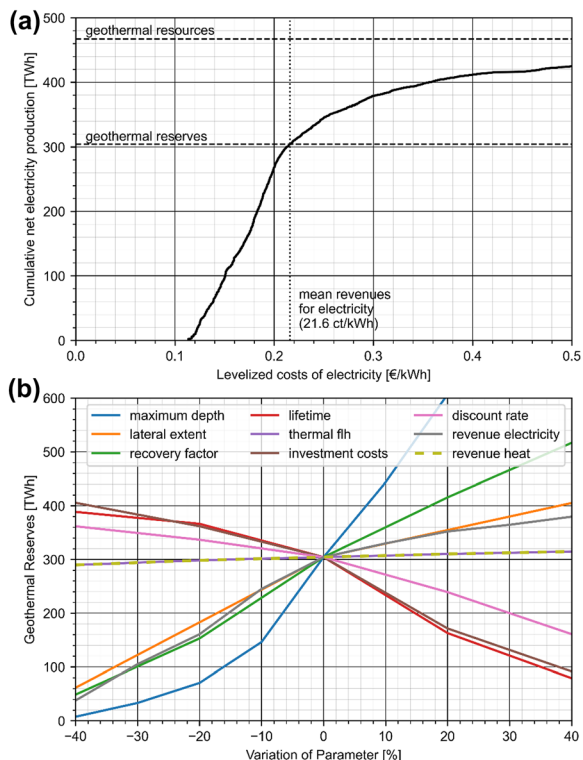 (a)
500
400
300
200
100
0
Cumulative net electricity production [TWh]
geothermal resources
geothermal reserves
mean revenues
for electricity
(21.6 ct/kWh)
0.0 0.1 0.2 0.3 0.4 0.5
Levelized costs of electricity [€/kWh]
(b)
600
500
400
300
200
100
0
Geothermal Reserves [TWh]
maximum depth lifetime discount rate
lateral extent thermal flh revenue electricity
recovery factor investment costs revenue heat
−40 −30 −20 −10 0 10 20 30 40
Variation of Parameter [%]